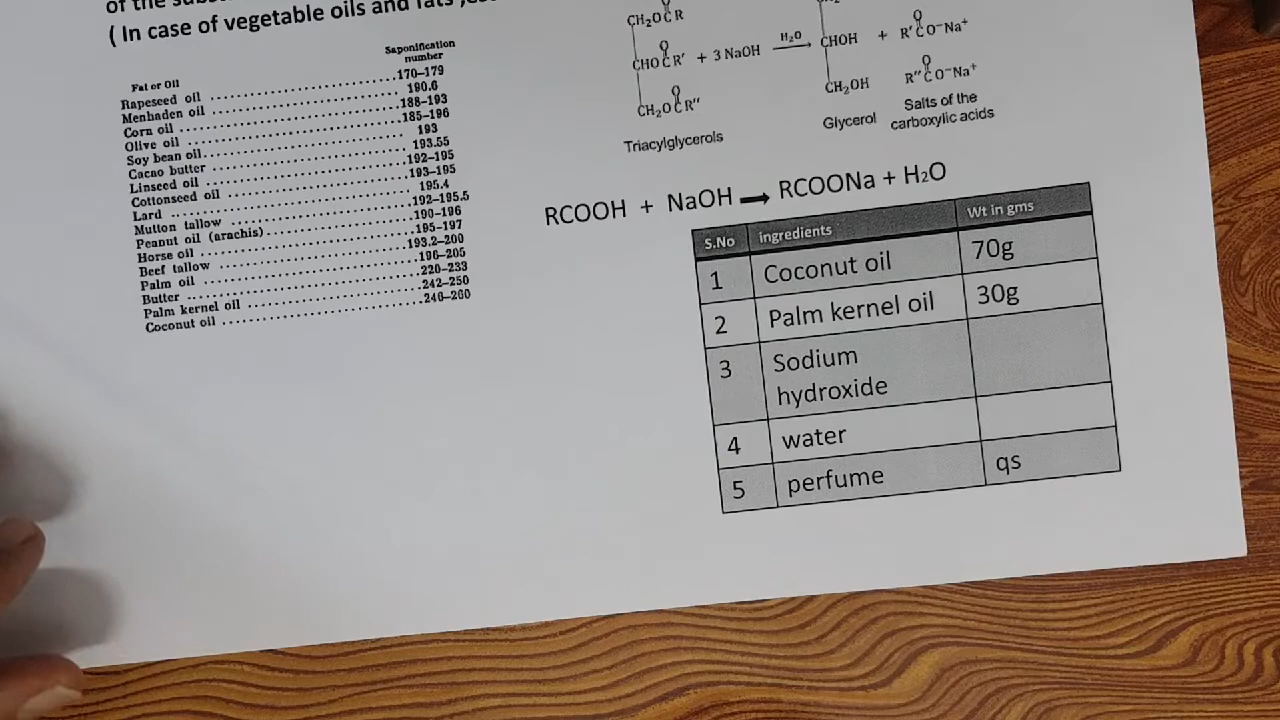 of the subst
( In case of vegetable oils and fats
Fat or Oil Saponification number
Rapeseed oil 170–179
Menhaden oil 190.6
Corn oil 188–193
Olive oil 185–196
Soy bean oil 193
Cacao butter 193.55
Linseed oil 192–195
Cottonseed oil 193–195
Lard 195.4
Mutton tallow 192–195.5
Peanut oil (arachis) 190–196
Horse oil 195–197
Beef tallow 193.2–200
Palm oil 196–205
Butter 220–233
Palm kernel oil 242–250
Coconut oil 246–260
CH₂OCR
O
CHOCR' + 3 NaOH H₂O CHOH + R'CO⁻Na⁺
O O
CH₂OCR" CH₂OH R"CO⁻Na⁺
O O
Triacylglycerols Glycerol Salts of the carboxylic acids
RCOOH + NaOH → RCOONa + H₂O
S.No ingredients Wt in gms
1 Coconut oil 70g
2 Palm kernel oil 30g
3 Sodium hydroxide
4 water
5 perfume qs